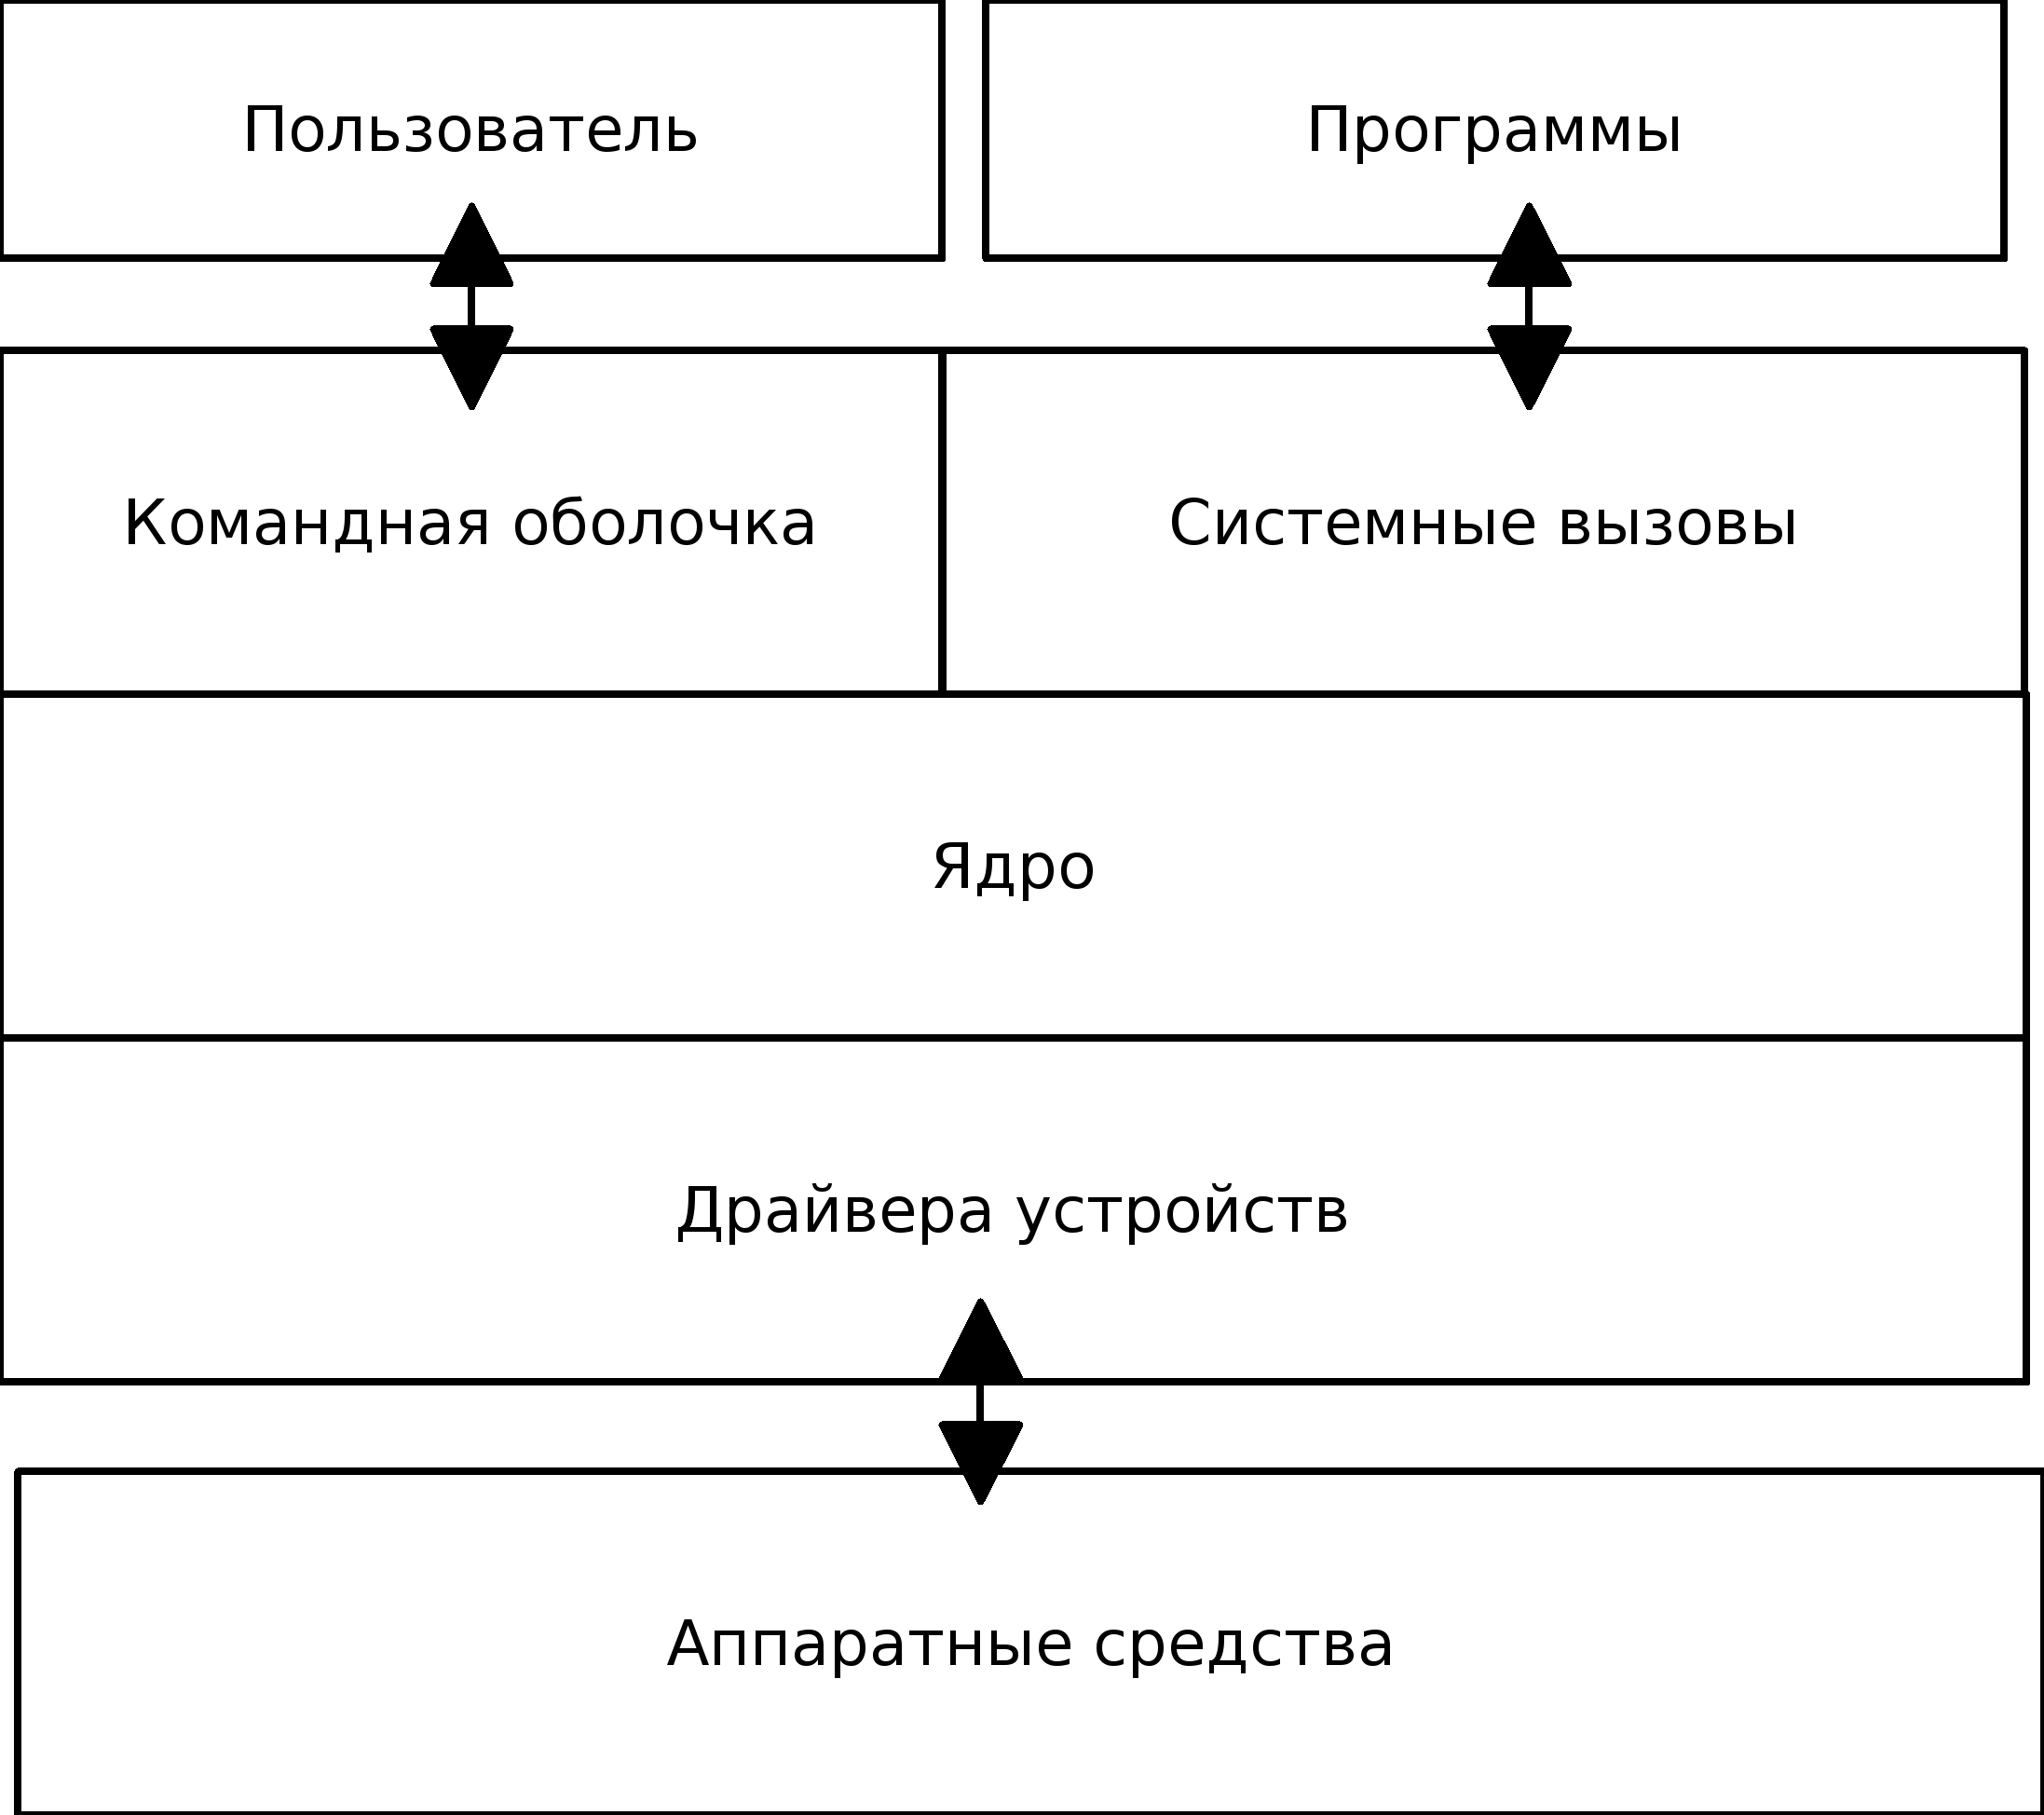 Пользователь
Программы
Командная оболочка
Системные вызовы
Ядро
Драйвера устройств
Аппаратные средства